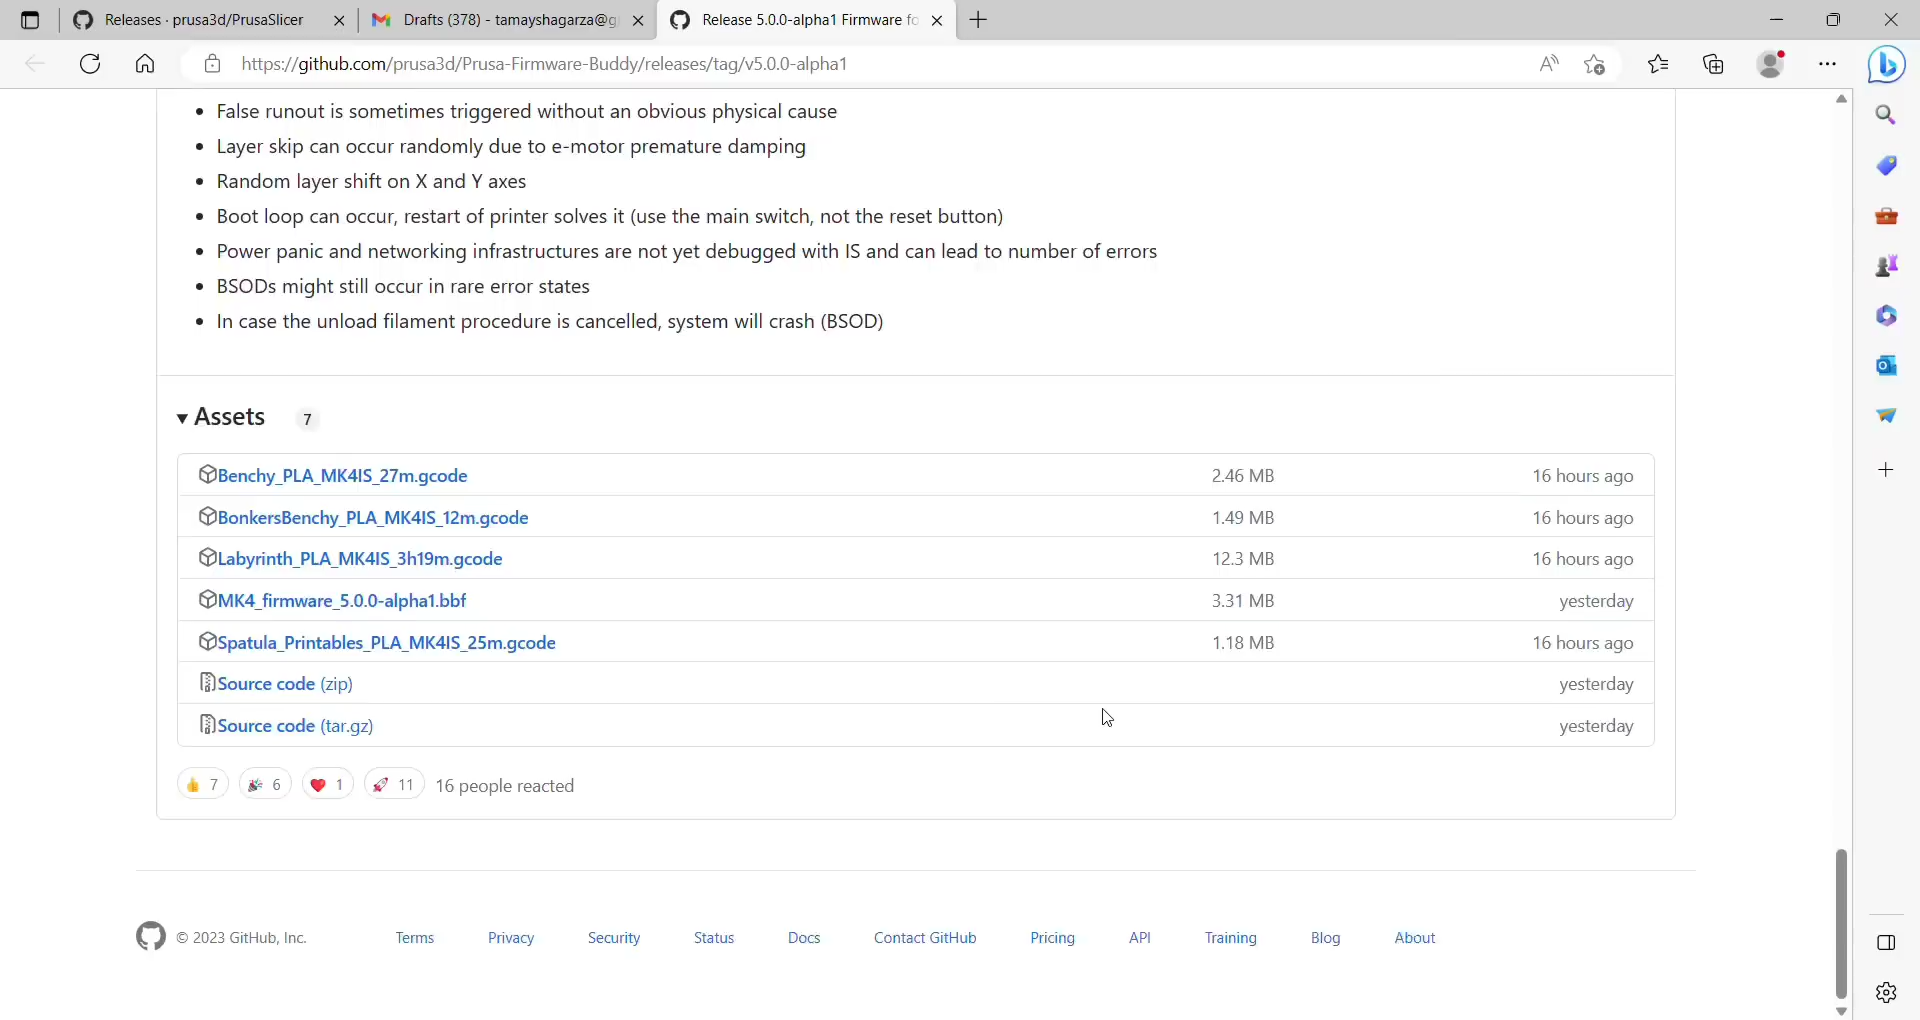 Releases · prusa3d/PrusaSlicer
Drafts (378) - tamayshagarza@g
Release 5.0.0-alpha1 Firmware fo
https://github.com/prusa3d/Prusa-Firmware-Buddy/releases/tag/v5.0.0-alpha1
• False runout is sometimes triggered without an obvious physical cause
• Layer skip can occur randomly due to e-motor premature damping
• Random layer shift on X and Y axes
• Boot loop can occur, restart of printer solves it (use the main switch, not the reset button)
• Power panic and networking infrastructures are not yet debugged with IS and can lead to number of errors
• BSODs might still occur in rare error states
• In case the unload filament procedure is cancelled, system will crash (BSOD)
Assets 7
Benchy_PLA_MK4IS_27m.gcode 2.46 MB 16 hours ago
BonkersBenchy_PLA_MK4IS_12m.gcode 1.49 MB 16 hours ago
Labyrinth_PLA_MK4IS_3h19m.gcode 12.3 MB 16 hours ago
MK4_firmware_5.0.0-alpha1.bbf 3.31 MB yesterday
Spatula_Printables_PLA_MK4IS_25m.gcode 1.18 MB 16 hours ago
Source code (zip) yesterday
Source code (tar.gz) yesterday
👍 7 🎉 6 ❤️ 1 🚀 11 16 people reacted
© 2023 GitHub, Inc. Terms Privacy Security Status Docs Contact GitHub Pricing API Training Blog About